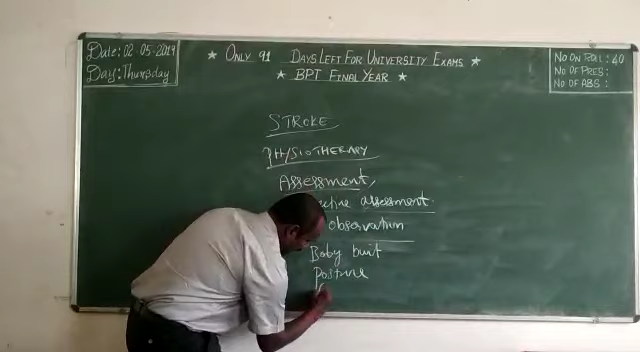 Date: 02-05-2019
Day: Thursday
★ ONLY 91 DAYS LEFT FOR UNIVERSITY EXAMS ★
★ BPT FINAL YEAR ★
NO ON ROLL: 40
NO OF PRES:
NO OF ABS:
STROKE
PHYSIOTHERAPY
Assessment,
assessment.
Observation
Body buit
Posture